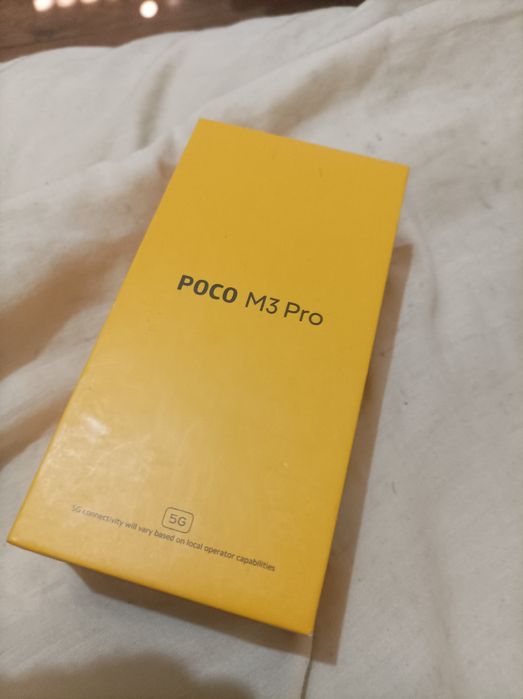 POCO M3 Pro
5G
5G connectivity will vary based on local operator capabilities